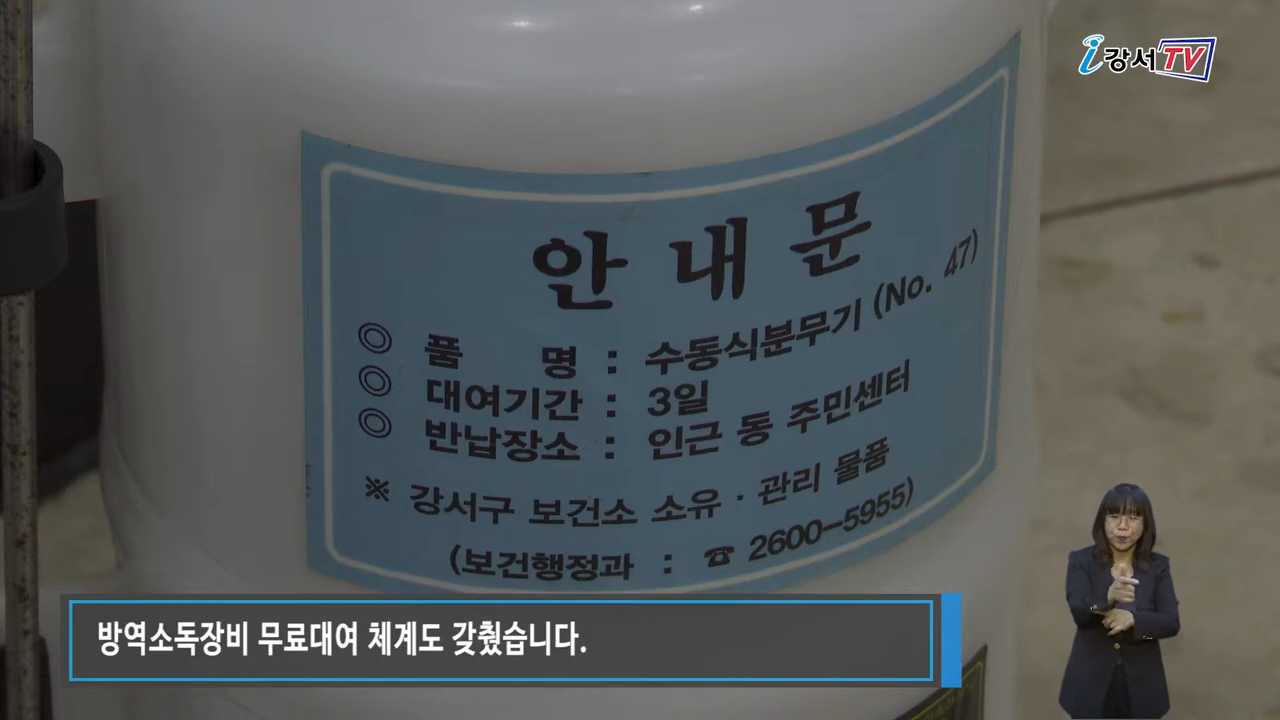 i강서TV
안내문
◎ 품 명 : 수동식분무기 (No. 47)
◎ 대여기간 : 3일
◎ 반납장소 : 인근 동 주민센터
※ 강서구 보건소 소유·관리 물품
(보건행정과 : ☎ 2600-5955)
방역소독장비 무료대여 체계도 갖췄습니다.